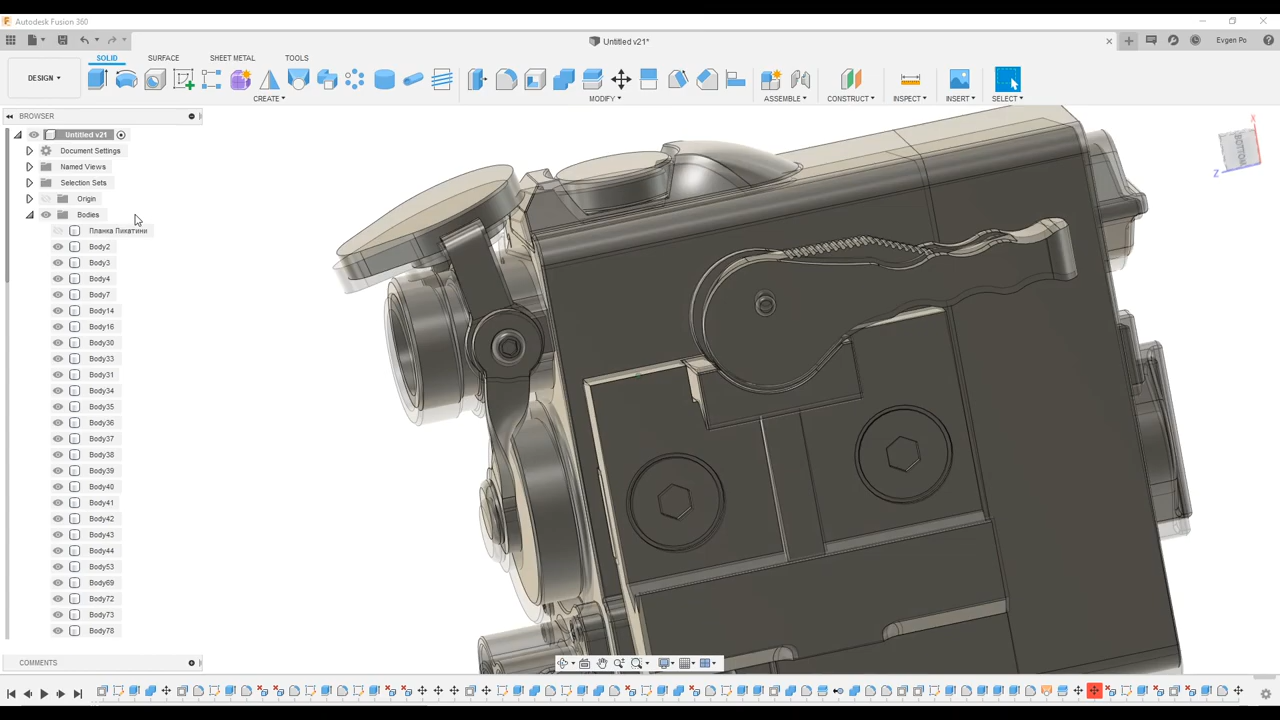 Autodesk Fusion 360
Untitled v21*
Evgen Po
DESIGN
SOLID SURFACE SHEET METAL TOOLS
CREATE MODIFY ASSEMBLE CONSTRUCT INSPECT INSERT SELECT
BROWSER
Untitled v21
Document Settings
Named Views
Selection Sets
Origin
Bodies
Планка Пикатини
Body2
Body3
Body4
Body7
Body14
Body16
Body30
Body33
Body31
Body34
Body35
Body36
Body37
Body38
Body39
Body40
Body41
Body42
Body43
Body44
Body53
Body69
Body72
Body73
Body78
COMMENTS
BOTTOM
X
Z